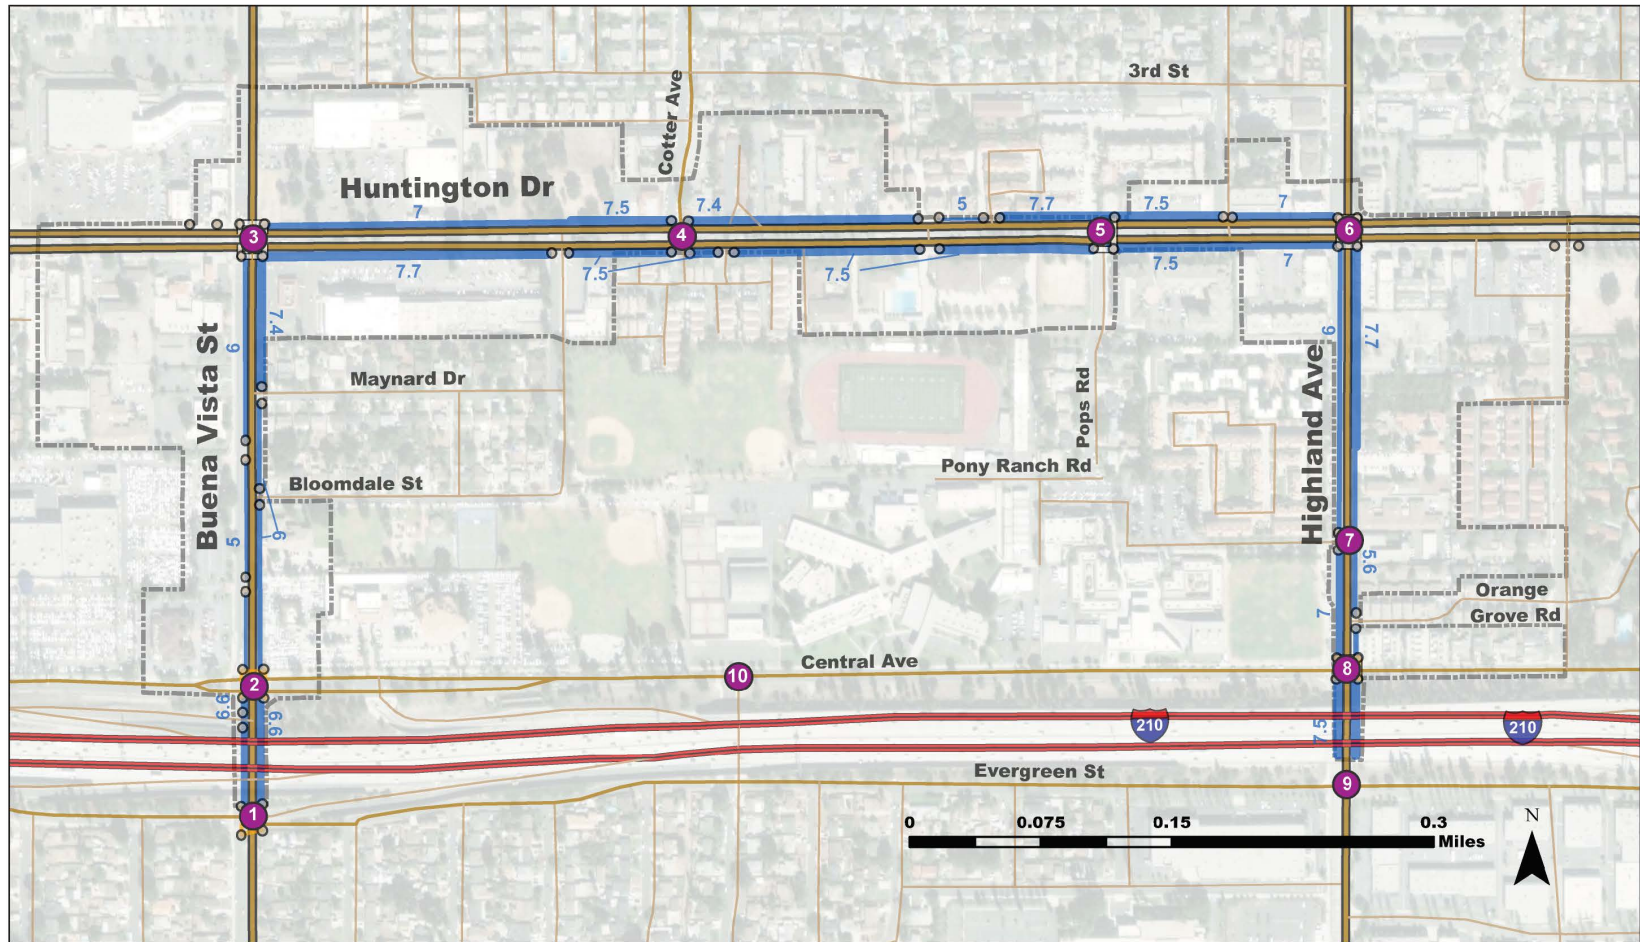 3rd St
Cotter Ave
Huntington Dr
7
7.5
7.4
5
7.7
7.5
7
3
4
5
6
7.7
7.5
7.5
7.5
7
7.4
9
Buena Vista St
Maynard Dr
Bloomdale St
5
6
Pops Rd
Pony Ranch Rd
9
7.7
Highland Ave
7
5.6
7
Orange
Grove Rd
Central Ave
2
10
8
6.6
6.6
210
210
7.5
Evergreen St
1
9
0
0.075
0.15
0.3
Miles
N